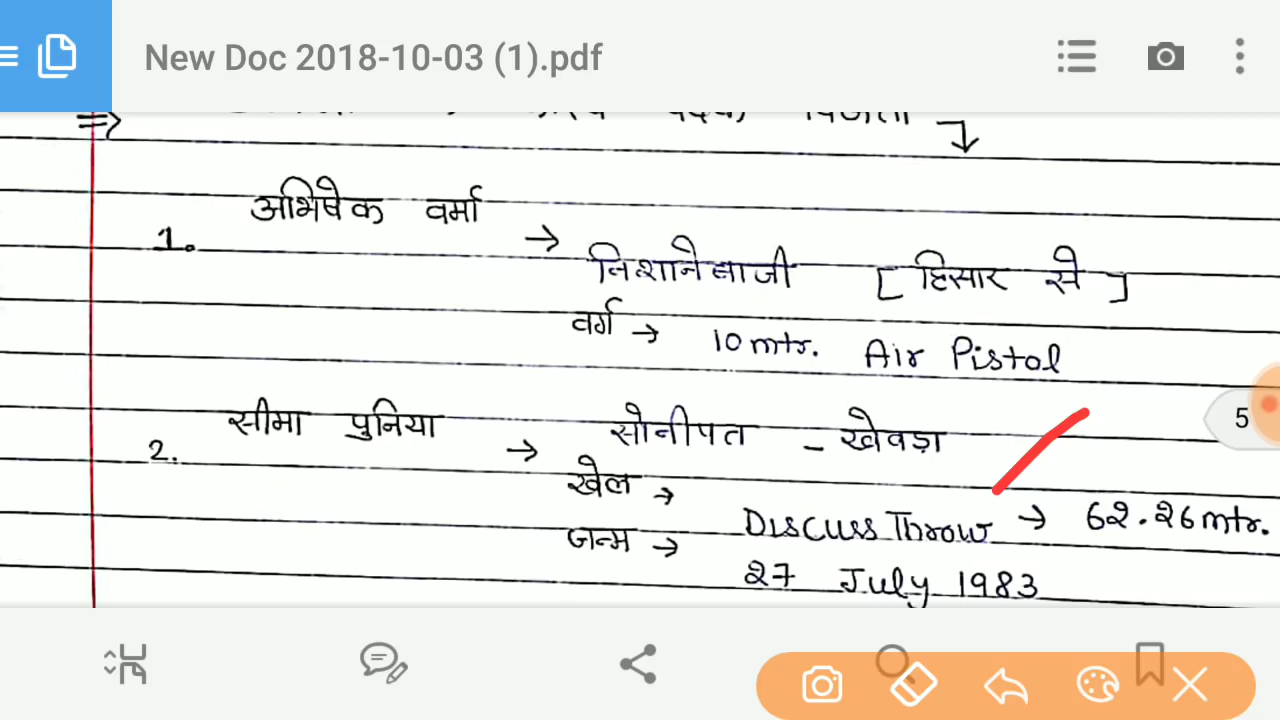 New Doc 2018-10-03 (1).pdf
⇒ पदक विजेता ↴
1. अभिषेक वर्मा → निशानेबाजी [ हिसार से ]
वर्ग → 10 mtr. Air Pistol
2. सीमा पुनिया → सोनीपत - खेवड़ा
5
खेल → Discuss Throw → 62.26 mtr.
जन्म → 27 July 1983